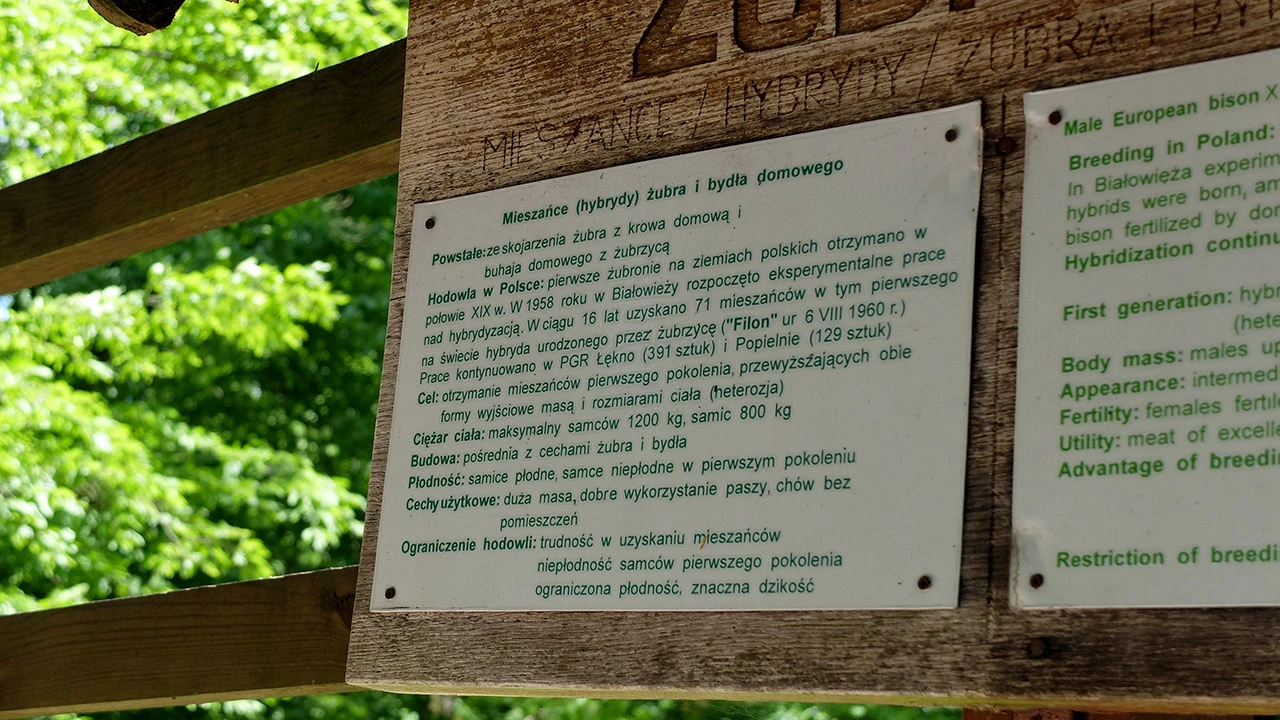 ŻUB
MIESZAŃCE / HYBRYDY / ŻUBRA I BY
Mieszańce (hybrydy) żubra i bydła domowego
Powstałe: ze skojarzenia żubra z krowa domową i
buhaja domowego z żubrzycą
Hodowla w Polsce: pierwsze żubronie na ziemiach polskich otrzymano w
połowie XIX w. W 1958 roku w Białowieży rozpoczęto eksperymentalne prace
nad hybrydyzacją. W ciągu 16 lat uzyskano 71 mieszańców w tym pierwszego
na świecie hybryda urodzonego przez żubrzycę ("Filon" ur 6 VIII 1960 r.)
Prace kontynuowano w PGR Łękno (391 sztuk) i Popielnie (129 sztuk)
Cel: otrzymanie mieszańców pierwszego pokolenia, przewyższających obie
formy wyjściowe masą i rozmiarami ciała (heterozja)
Ciężar ciała: maksymalny samców 1200 kg, samic 800 kg
Budowa: pośrednia z cechami żubra i bydła
Płodność: samice płodne, samce niepłodne w pierwszym pokoleniu
Cechy użytkowe: duża masa, dobre wykorzystanie paszy, chów bez
pomieszczeń
Ograniczenie hodowli: trudność w uzyskaniu mieszańców
niepłodność samców pierwszego pokolenia
ograniczona płodność, znaczna dzikość
Male European bison X
Breeding in Poland:
In Białowieża experim
hybrids were born, am
bison fertilized by dom
Hybridization continu
First generation: hybr
(hete
Body mass: males up
Appearance: intermed
Fertility: females fertile
Utility: meat of excelle
Advantage of breedin
Restriction of breedi